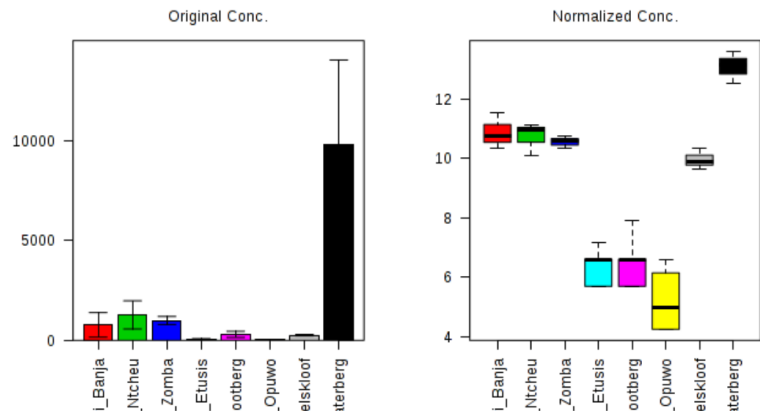 Original Conc.
Normalized Conc.
10000
5000
0
12
10
8
6
4
i_Banja
_Ntcheu
_Zomba
_Etusis
ootberg
_Opuwo
elskloof
aterberg
i_Banja
_Ntcheu
_Zomba
_Etusis
ootberg
_Opuwo
elskloof
aterberg